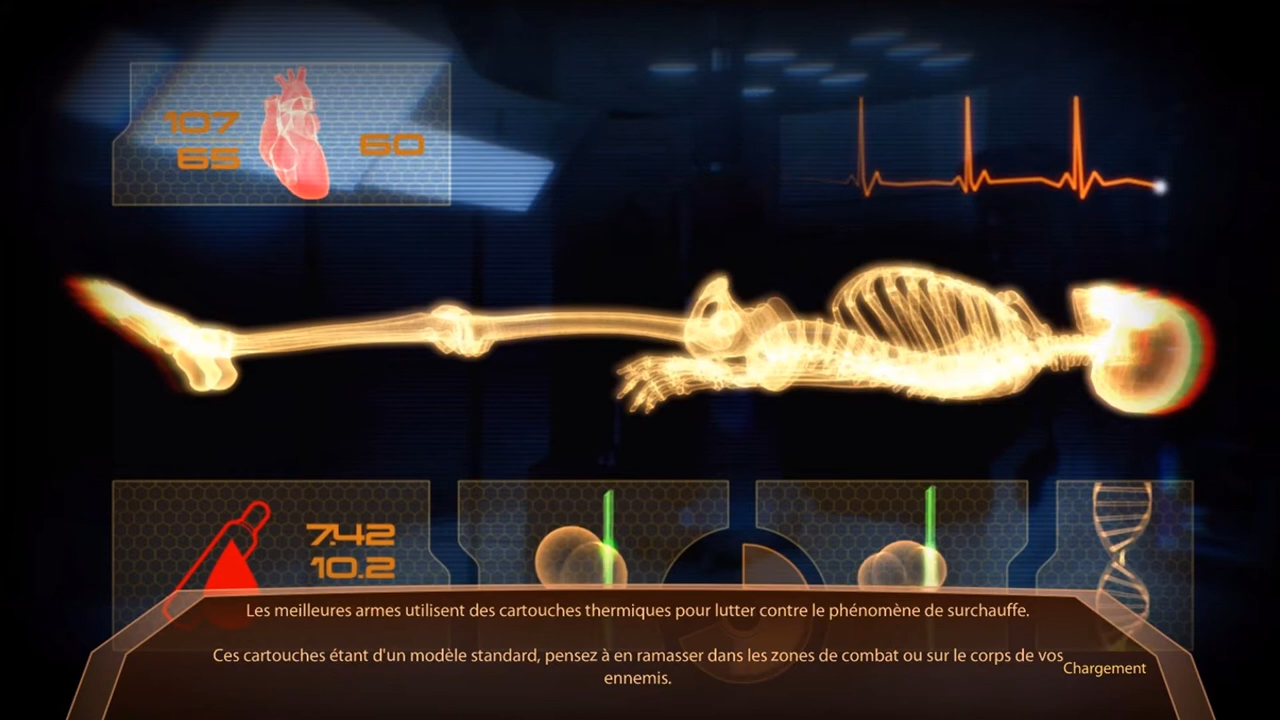 107
65
60
7.42
10.2
Les meilleures armes utilisent des cartouches thermiques pour lutter contre le phénomène de surchauffe.
Ces cartouches étant d'un modèle standard, pensez à en ramasser dans les zones de combat ou sur le corps de vos
ennemis.
Chargement